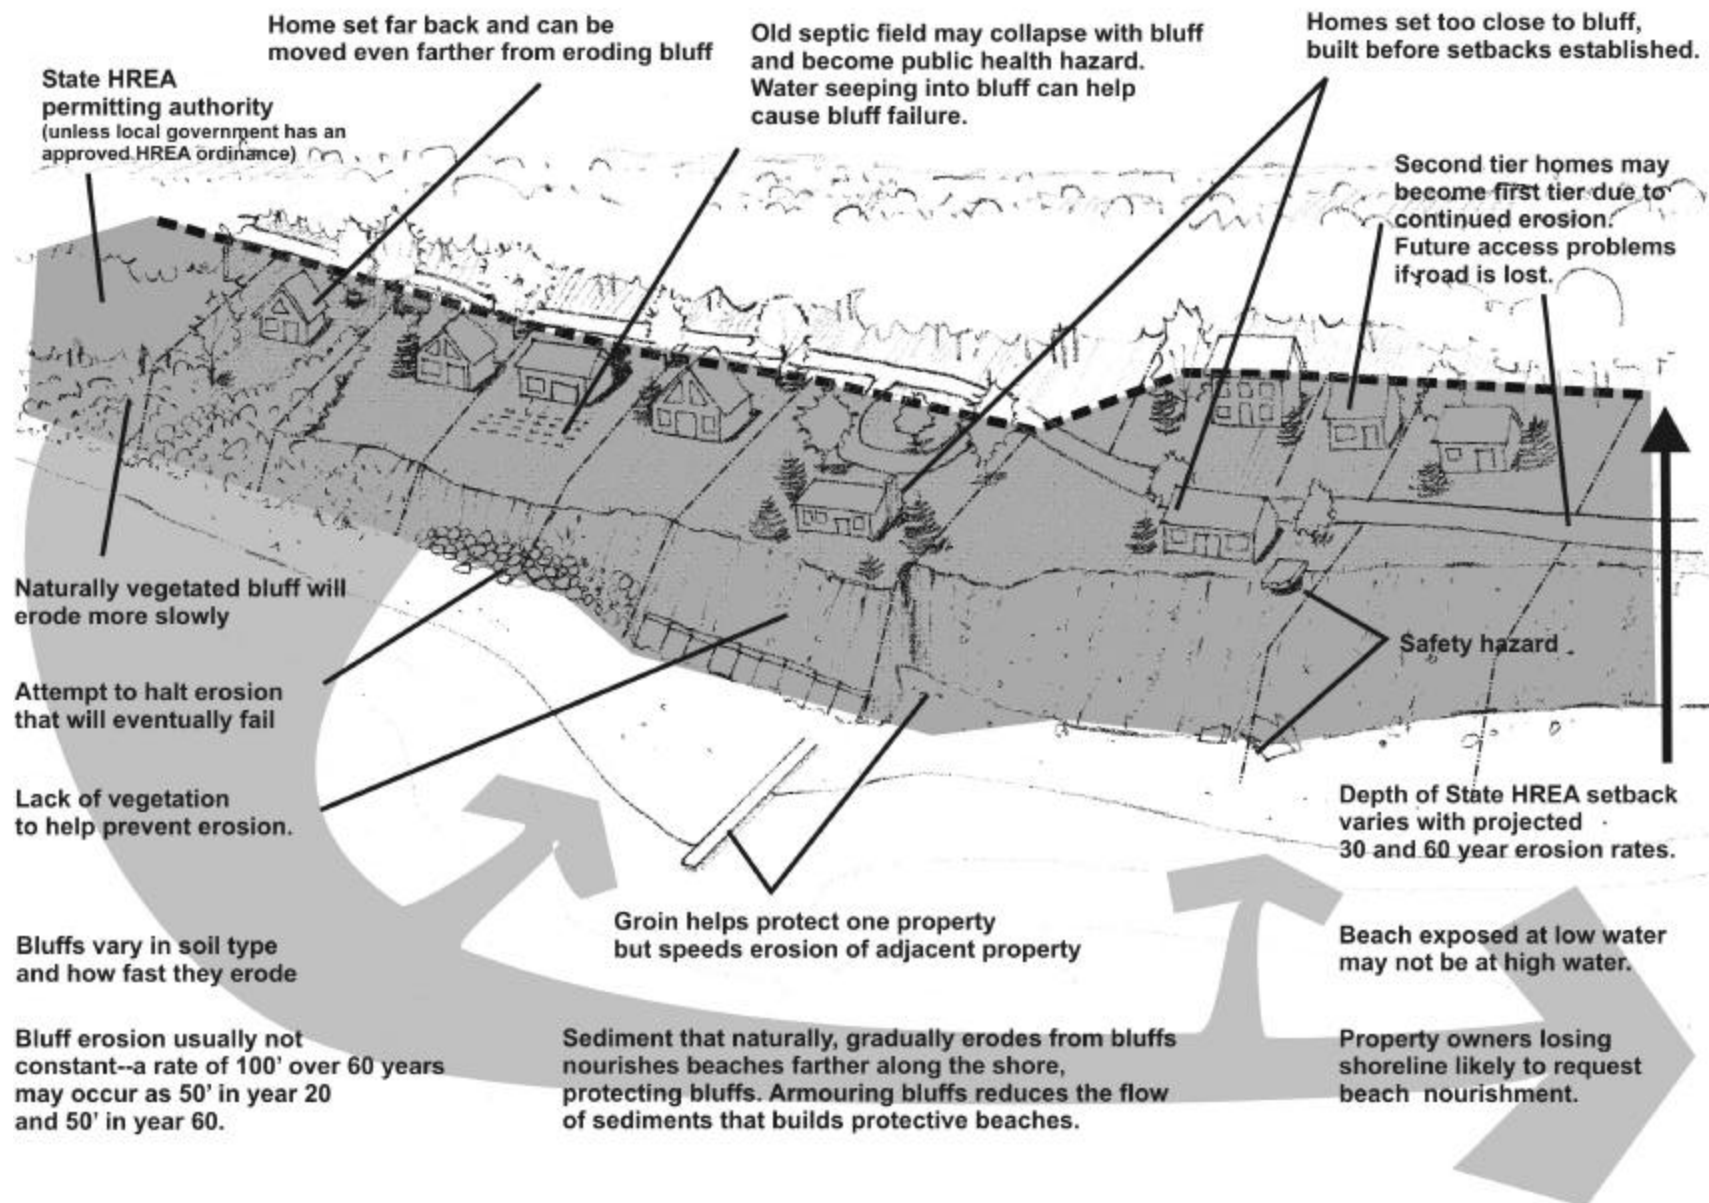 Home set far back and can be
moved even farther from eroding bluff
Old septic field may collapse with bluff
and become public health hazard.
Water seeping into bluff can help
cause bluff failure.
Homes set too close to bluff,
built before setbacks established.
State HREA
permitting authority
(unless local government has an
approved HREA ordinance)
Second tier homes may
become first tier due to
continued erosion.
Future access problems
if road is lost.
Naturally vegetated bluff will
erode more slowly
Safety hazard
Attempt to halt erosion
that will eventually fail
Lack of vegetation
to help prevent erosion.
Depth of State HREA setback
varies with projected
30 and 60 year erosion rates.
Groin helps protect one property
but speeds erosion of adjacent property
Bluffs vary in soil type
and how fast they erode
Beach exposed at low water
may not be at high water.
Bluff erosion usually not
constant--a rate of 100' over 60 years
may occur as 50' in year 20
and 50' in year 60.
Sediment that naturally, gradually erodes from bluffs
nourishes beaches farther along the shore,
protecting bluffs. Armouring bluffs reduces the flow
of sediments that builds protective beaches.
Property owners losing
shoreline likely to request
beach nourishment.